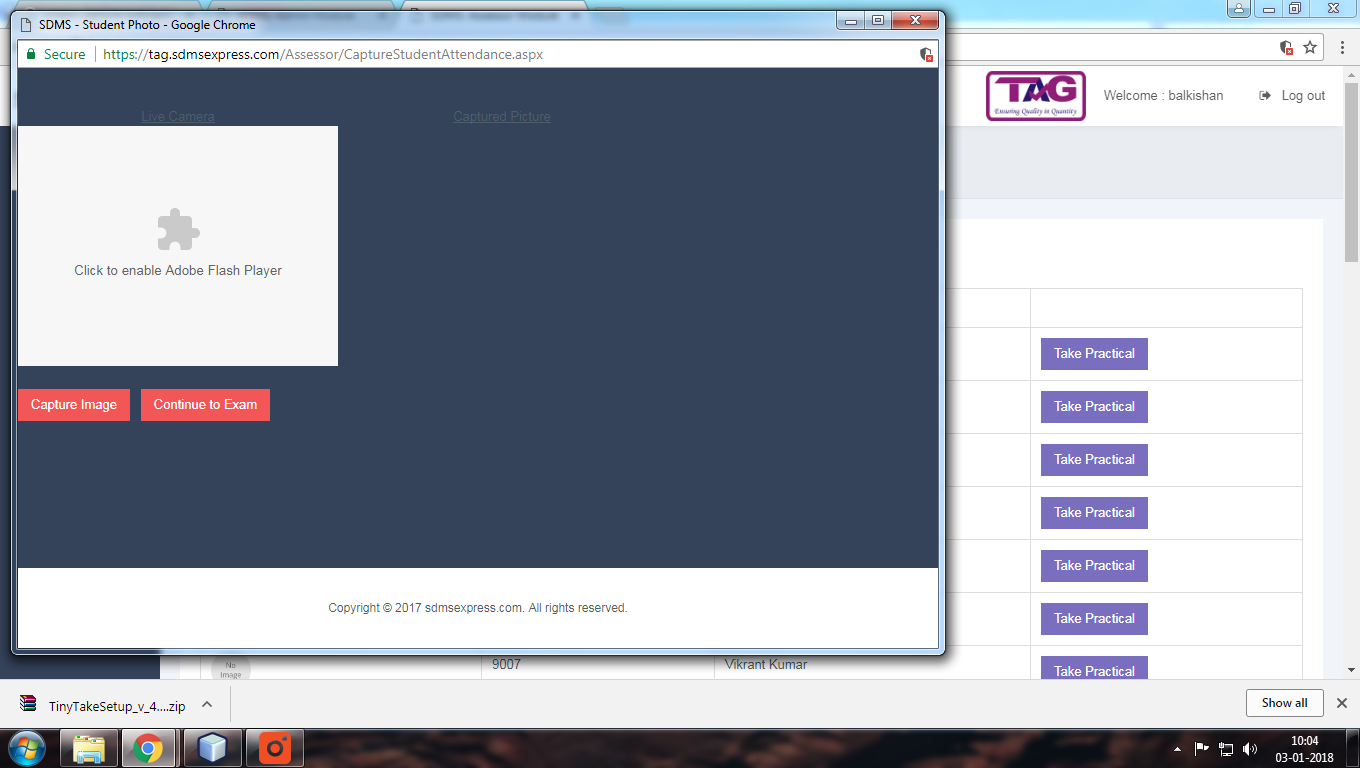 SDMS - Student Photo - Google Chrome
Secure https://tag.sdmsexpress.com/Assessor/CaptureStudentAttendance.aspx
TAG
Ensuring Quality in Quantity
Welcome : balkishan
Log out
Live Camera
Captured Picture
Click to enable Adobe Flash Player
Capture Image
Continue to Exam
Copyright © 2017 sdmsexpress.com. All rights reserved.
Take Practical
Take Practical
Take Practical
Take Practical
Take Practical
Take Practical
No
Image
9007
Vikrant Kumar
Take Practical
TinyTakeSetup_v_4....zip
Show all
10:04
03-01-2018